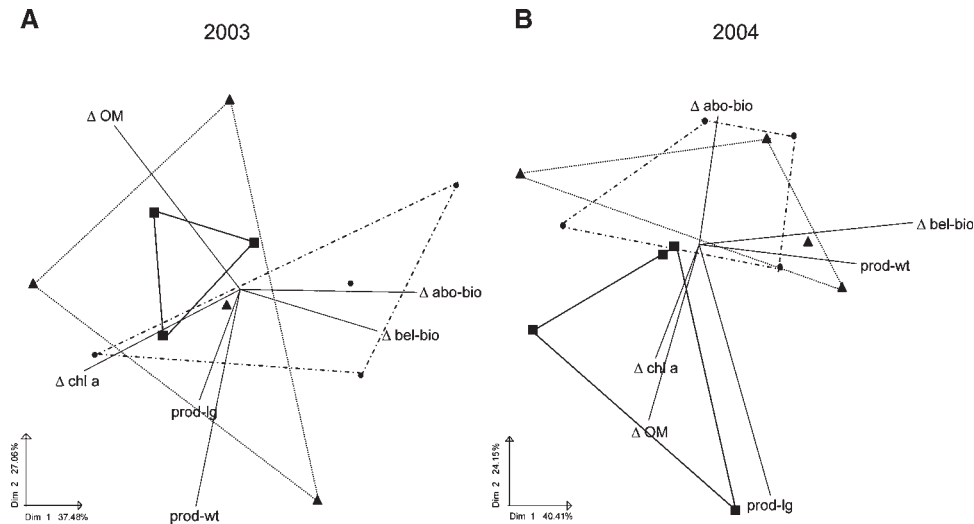 A
2003
Δ OM
Δ abo-bio
Δ bel-bio
Δ chl a
prod-lg
prod-wt
Dim 2 27.06%
Dim 1 37.48%
B
2004
Δ abo-bio
Δ bel-bio
prod-wt
Δ chl a
Δ OM
prod-lg
Dim 2 24.15%
Dim 1 40.41%